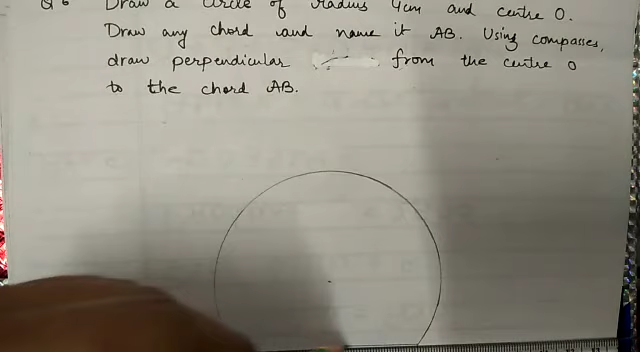 Q 6 Draw a circle of radius 4cm and centre O.
Draw any chord and name it AB. Using compasses,
draw perpendicular from the centre O
to the chord AB.